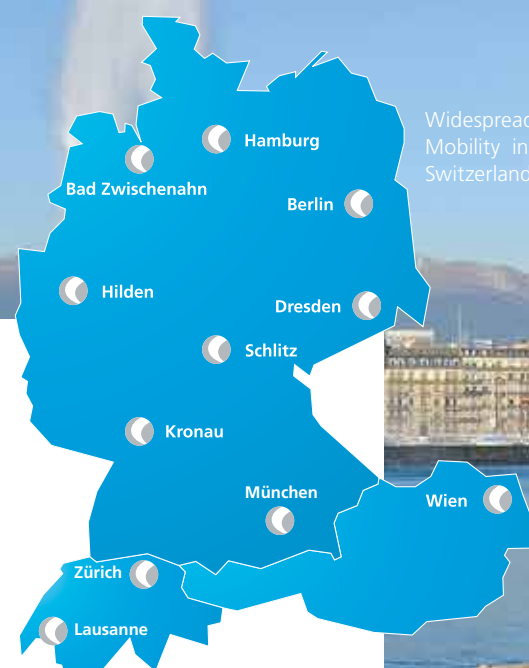 Widespread
Mobility in
Switzerland
Hamburg
Bad Zwischenahn
Berlin
Hilden
Dresden
Schlitz
Kronau
München
Wien
Zürich
Lausanne